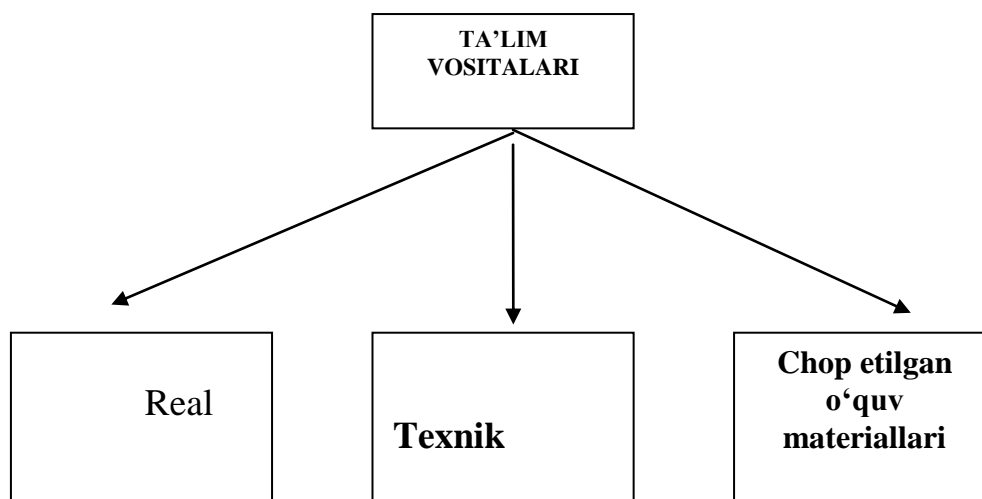 TA’LIM
VOSITALARI
Real
Texnik
Chop etilgan
o‘quv
materiallari